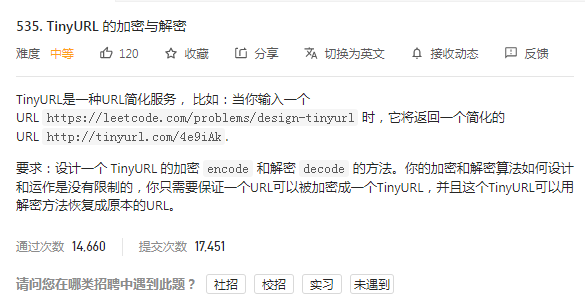 535. TinyURL 的加密与解密
难度 中等 120 收藏 分享 切换为英文 接收动态 反馈
TinyURL是一种URL简化服务， 比如：当你输入一个
URL https://leetcode.com/problems/design-tinyurl 时，它将返回一个简化的
URL http://tinyurl.com/4e9iAk .
要求：设计一个 TinyURL 的加密 encode 和解密 decode 的方法。你的加密和解密算法如何设计
和运作是没有限制的，你只需要保证一个URL可以被加密成一个TinyURL，并且这个TinyURL可以用
解密方法恢复成原本的URL。
通过次数 14,660 提交次数 17,451
请问您在哪类招聘中遇到此题？ 社招 校招 实习 未遇到